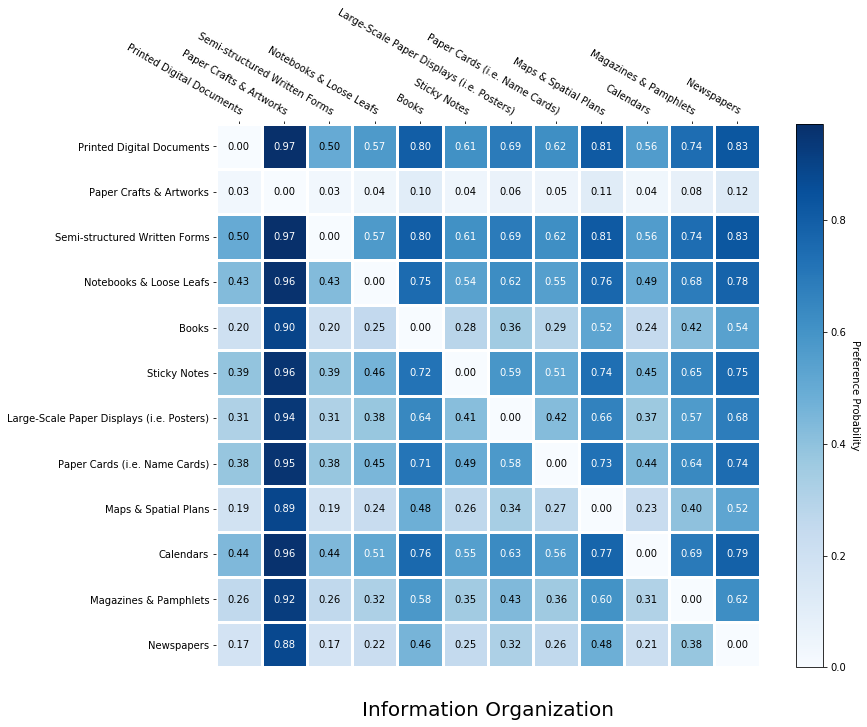 Printed Digital Documents
Paper Crafts & Artworks
Semi-structured Written Forms
Notebooks & Loose Leafs
Books
Sticky Notes
Large-Scale Paper Displays (i.e. Posters)
Paper Cards (i.e. Name Cards)
Maps & Spatial Plans
Calendars
Magazines & Pamphlets
Newspapers
Printed Digital Documents 0.00 0.97 0.50 0.57 0.80 0.61 0.69 0.62 0.81 0.56 0.74 0.83
Paper Crafts & Artworks 0.03 0.00 0.03 0.04 0.10 0.04 0.06 0.05 0.11 0.04 0.08 0.12
Semi-structured Written Forms 0.50 0.97 0.00 0.57 0.80 0.61 0.69 0.62 0.81 0.56 0.74 0.83
Notebooks & Loose Leafs 0.43 0.96 0.43 0.00 0.75 0.54 0.62 0.55 0.76 0.49 0.68 0.78
Books 0.20 0.90 0.20 0.25 0.00 0.28 0.36 0.29 0.52 0.24 0.42 0.54
Sticky Notes 0.39 0.96 0.39 0.46 0.72 0.00 0.59 0.51 0.74 0.45 0.65 0.75
Large-Scale Paper Displays (i.e. Posters) 0.31 0.94 0.31 0.38 0.64 0.41 0.00 0.42 0.66 0.37 0.57 0.68
Paper Cards (i.e. Name Cards) 0.38 0.95 0.38 0.45 0.71 0.49 0.58 0.00 0.73 0.44 0.64 0.74
Maps & Spatial Plans 0.19 0.89 0.19 0.24 0.48 0.26 0.34 0.27 0.00 0.23 0.40 0.52
Calendars 0.44 0.96 0.44 0.51 0.76 0.55 0.63 0.56 0.77 0.00 0.69 0.79
Magazines & Pamphlets 0.26 0.92 0.26 0.32 0.58 0.35 0.43 0.36 0.60 0.31 0.00 0.62
Newspapers 0.17 0.88 0.17 0.22 0.46 0.25 0.32 0.26 0.48 0.21 0.38 0.00
0.8
0.6
0.4
0.2
0.0
Preference Probability
Information Organization